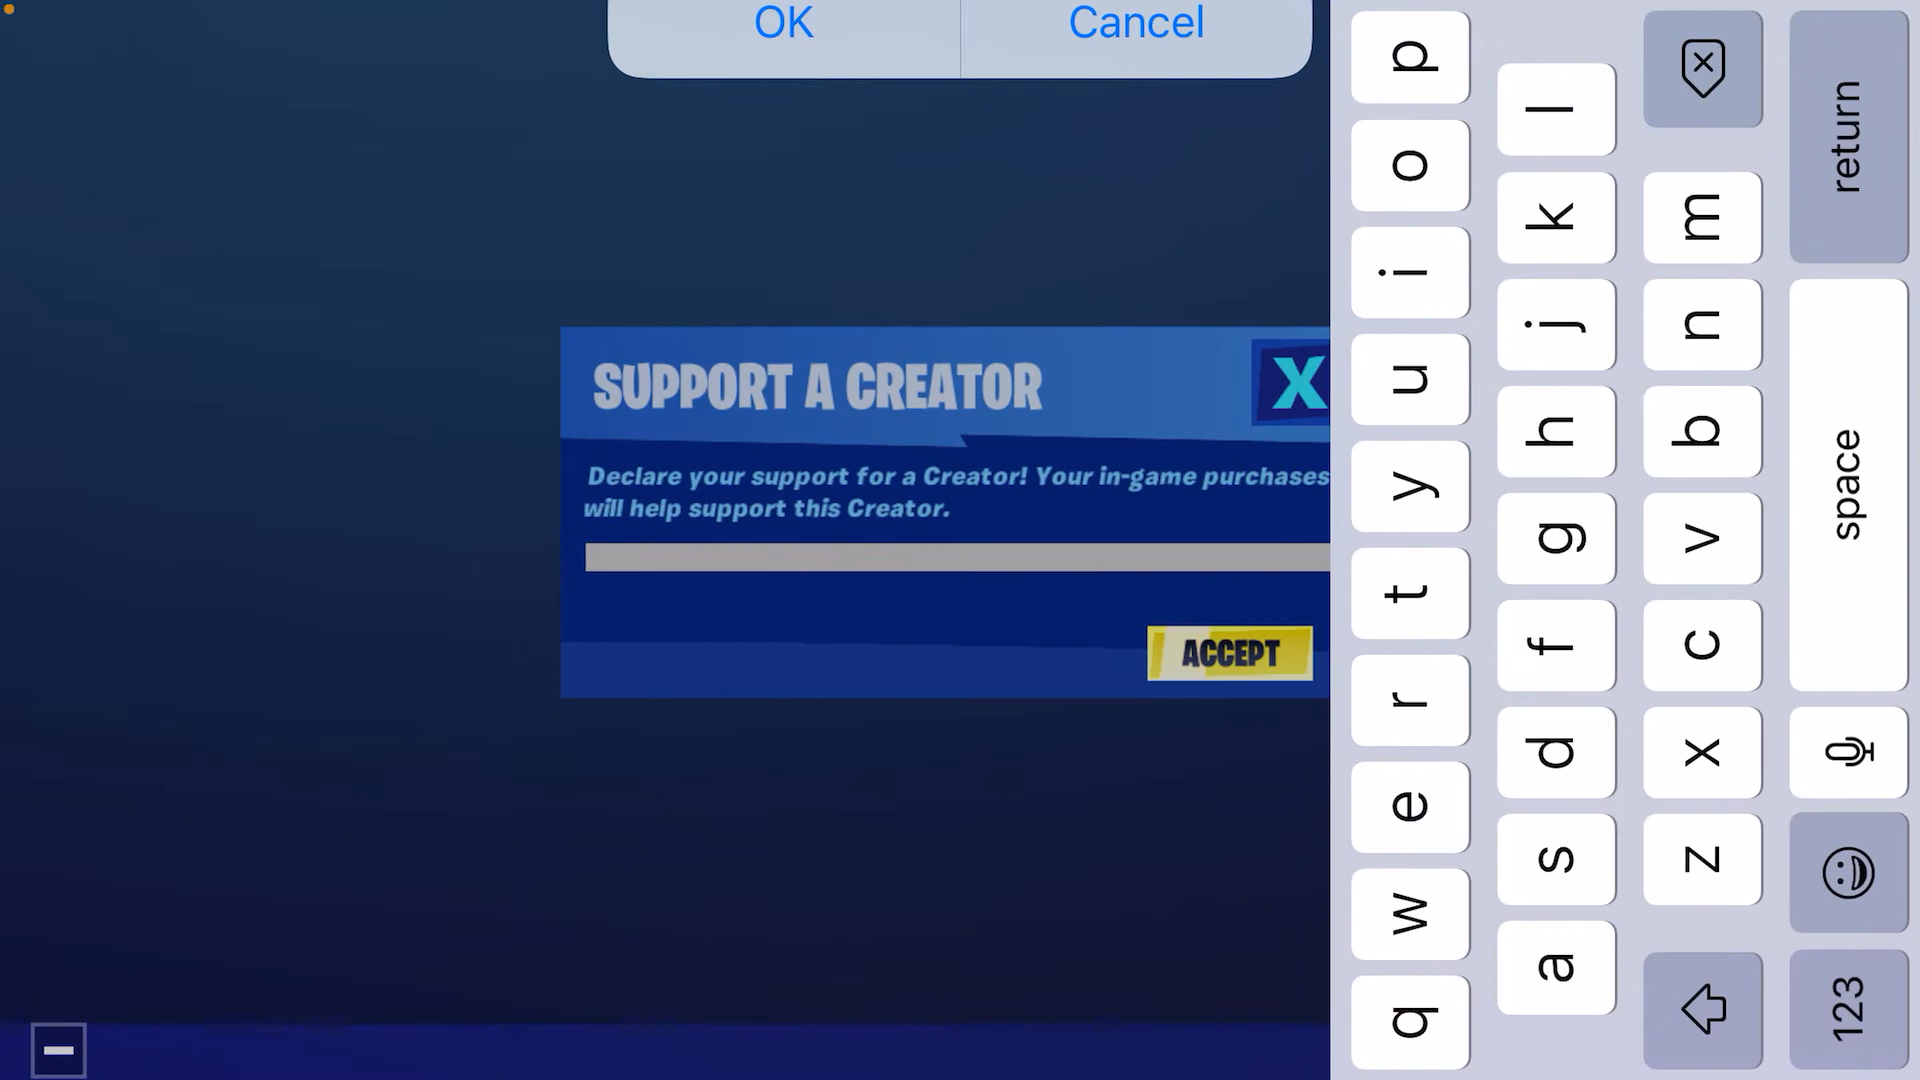 OK
Cancel
SUPPORT A CREATOR
X
Declare your support for a Creator! Your in-game purchases
will help support this Creator.
ACCEPT
q w e r t y u i o p
a s d f g h j k l
z x c v b n m
123
space
return